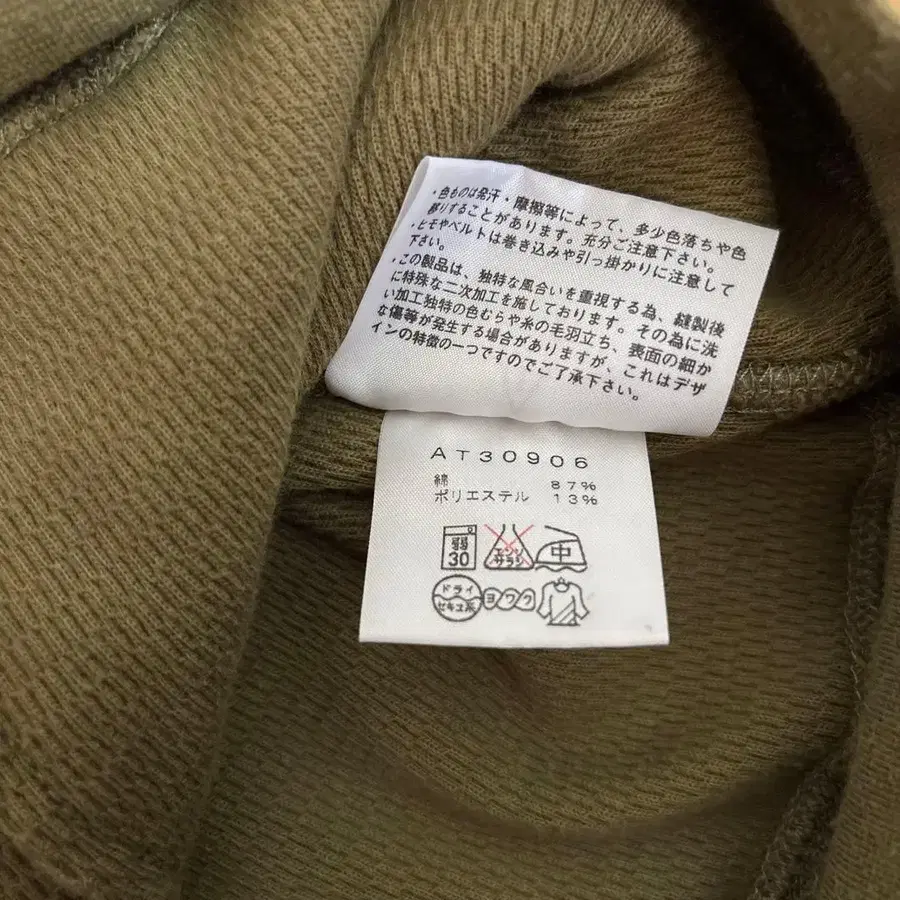 ・色ものは発汗・摩擦等によって、多少色落ちや色
移りすることがあります。充分ご注意下さい。
・ヒモやベルトは巻き込みや引っ掛かりに注意して
下さい。
・この製品は、独特な風合いを重視する為、縫製後
に特殊な二次加工を施しております。その為に洗
い加工独特の色むらや糸の毛羽立ち、表面の細か
な傷等が発生する場合がありますが、これはデザ
インの特徴の一つですのでご了承下さい。
AT30906
綿 87%
ポリエステル 13%
弱 30 エンソ サラシ 中
ドライ セキユ系 ヨワク